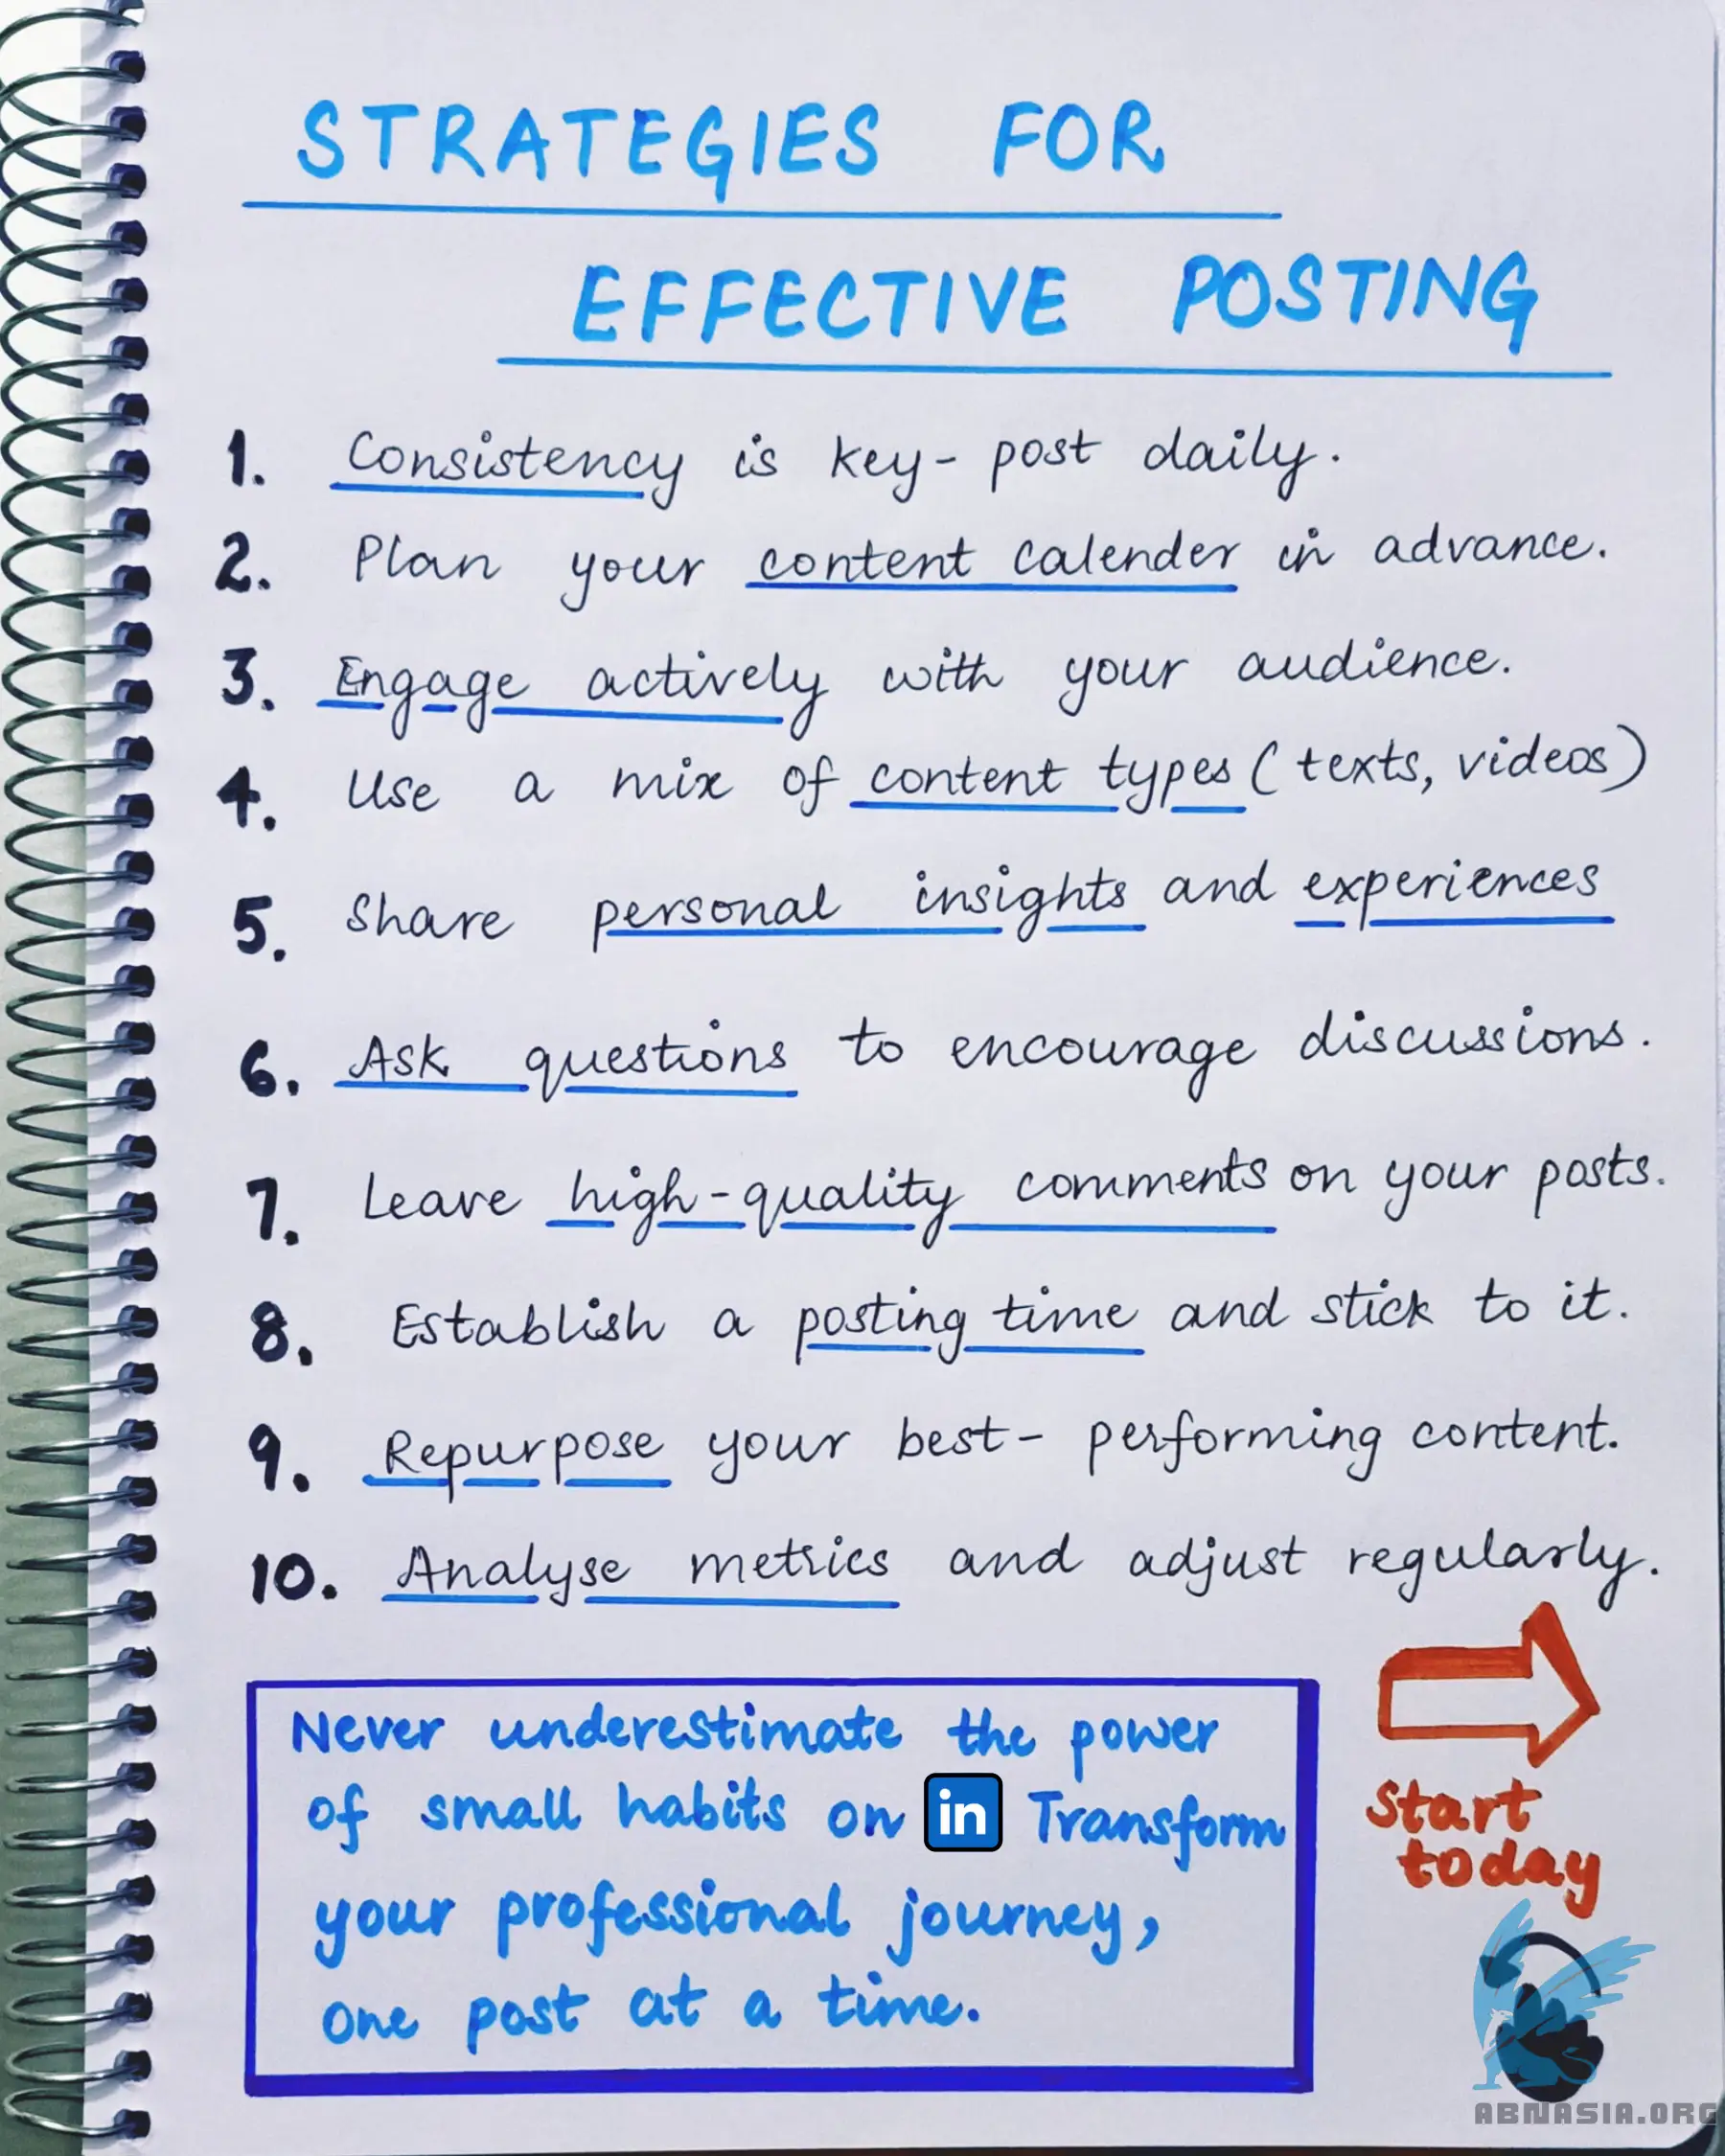 STRATEGIES FOR
EFFECTIVE POSTING
1. Consistency is key- post daily.
2. Plan your content calender in advance.
3. Engage actively with your audience.
4. Use a mix of content types (texts, videos)
5. Share personal insights and experiences
6. Ask questions to encourage discussions.
7. Leave high-quality comments on your posts.
8. Establish a posting time and stick to it.
9. Repurpose your best- performing content.
10. Analyse metrics and adjust regularly.
Never underestimate the power
of small habits on in Transform
your professional journey,
one post at a time.
Start
today
ABNASIA.ORG